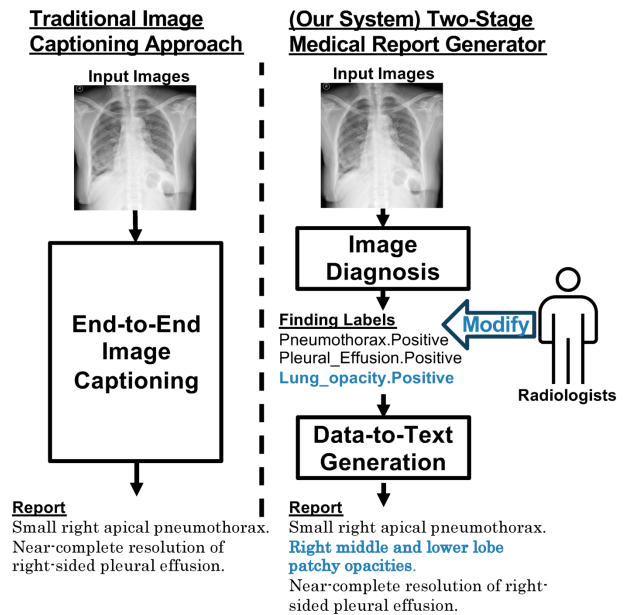 Traditional Image
Captioning Approach
Input Images
End-to-End
Image
Captioning
Report
Small right apical pneumothorax.
Near-complete resolution of
right-sided pleural effusion.
(Our System) Two-Stage
Medical Report Generator
Input Images
Image
Diagnosis
Finding Labels
Pneumothorax.Positive
Pleural_Effusion.Positive
Lung_opacity.Positive
Modify
Radiologists
Data-to-Text
Generation
Report
Small right apical pneumothorax.
Right middle and lower lobe
patchy opacities.
Near-complete resolution of right-
sided pleural effusion.